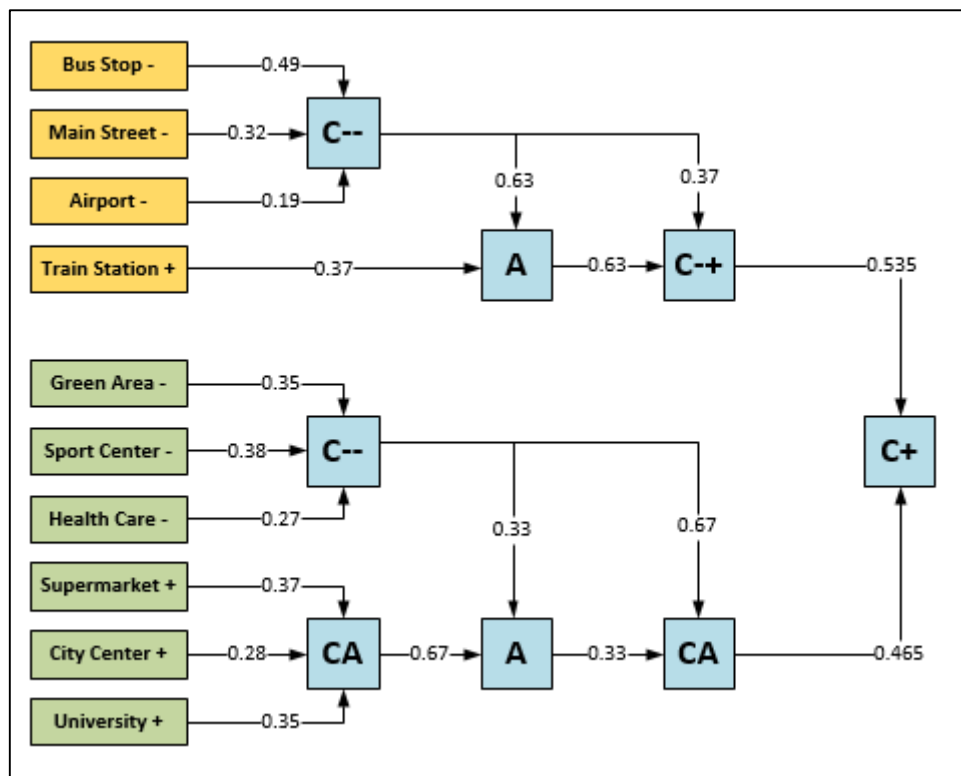 Bus Stop -
0.49
Main Street -
0.32
C--
Airport -
0.19
0.63
0.37
Train Station +
0.37
A
0.63
C-+
0.535
Green Area -
0.35
Sport Center -
0.38
C--
C+
Health Care -
0.27
0.33
0.67
Supermarket +
0.37
City Center +
0.28
CA
0.67
A
0.33
CA
0.465
University +
0.35